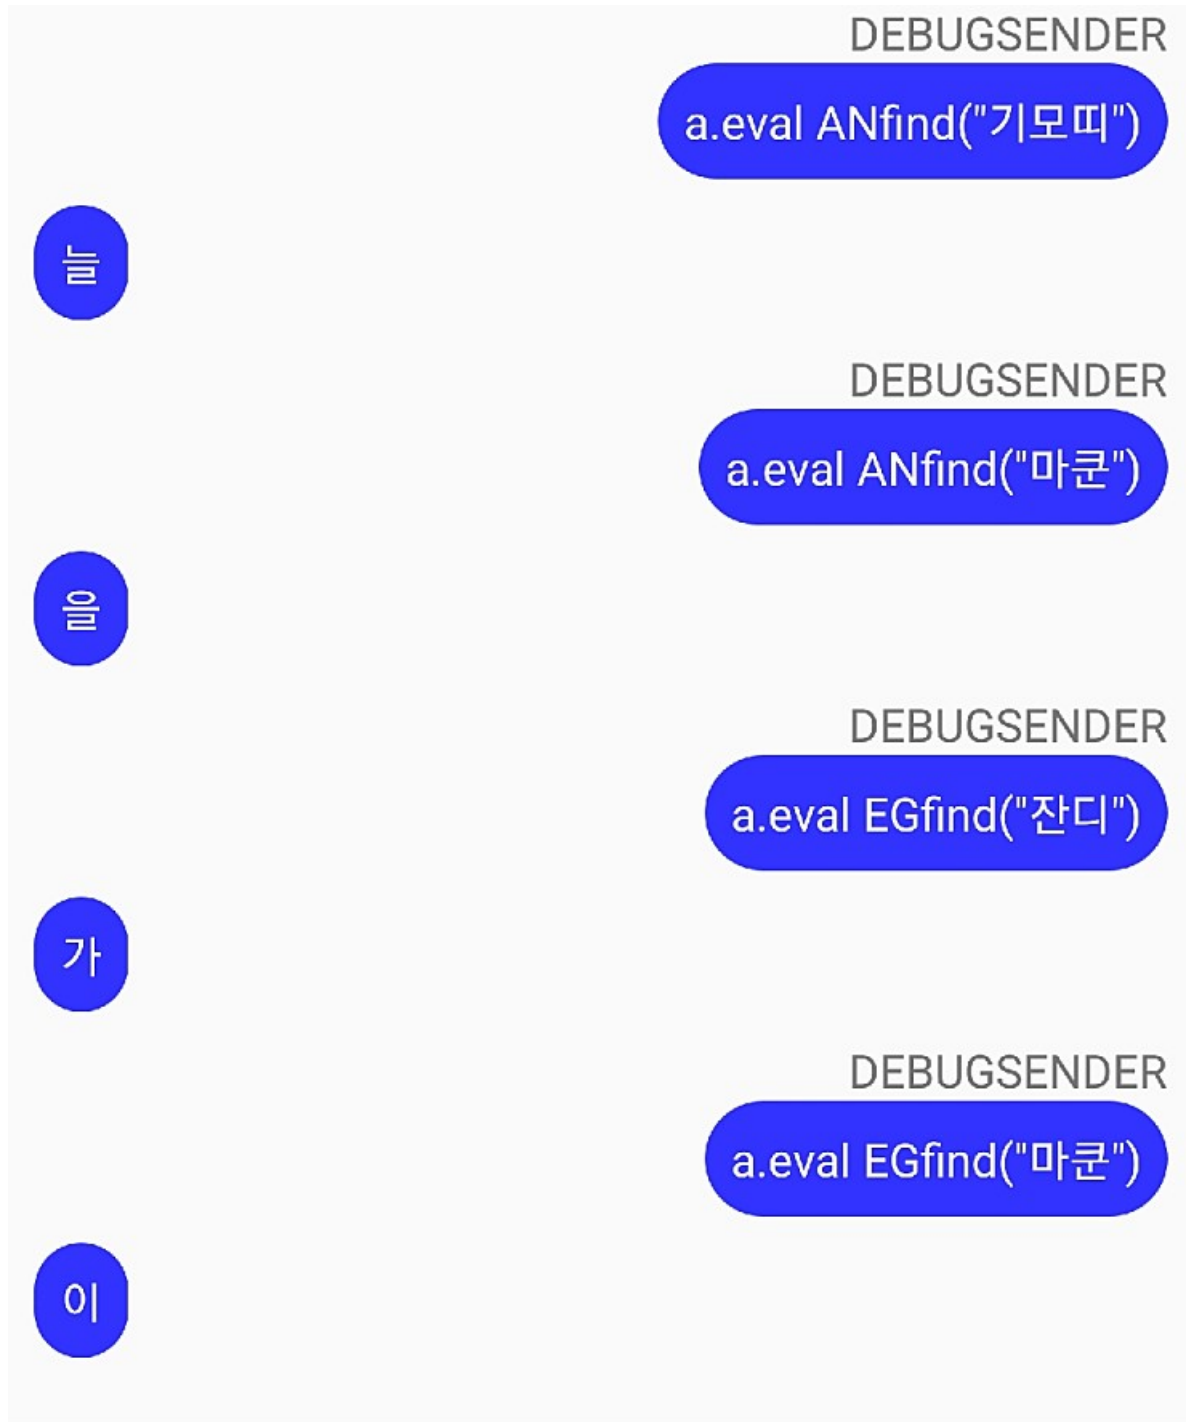 DEBUGSENDER
a.eval ANfind("기모띠")
늘
DEBUGSENDER
a.eval ANfind("마쿤")
을
DEBUGSENDER
a.eval EGfind("잔디")
가
DEBUGSENDER
a.eval EGfind("마쿤")
이